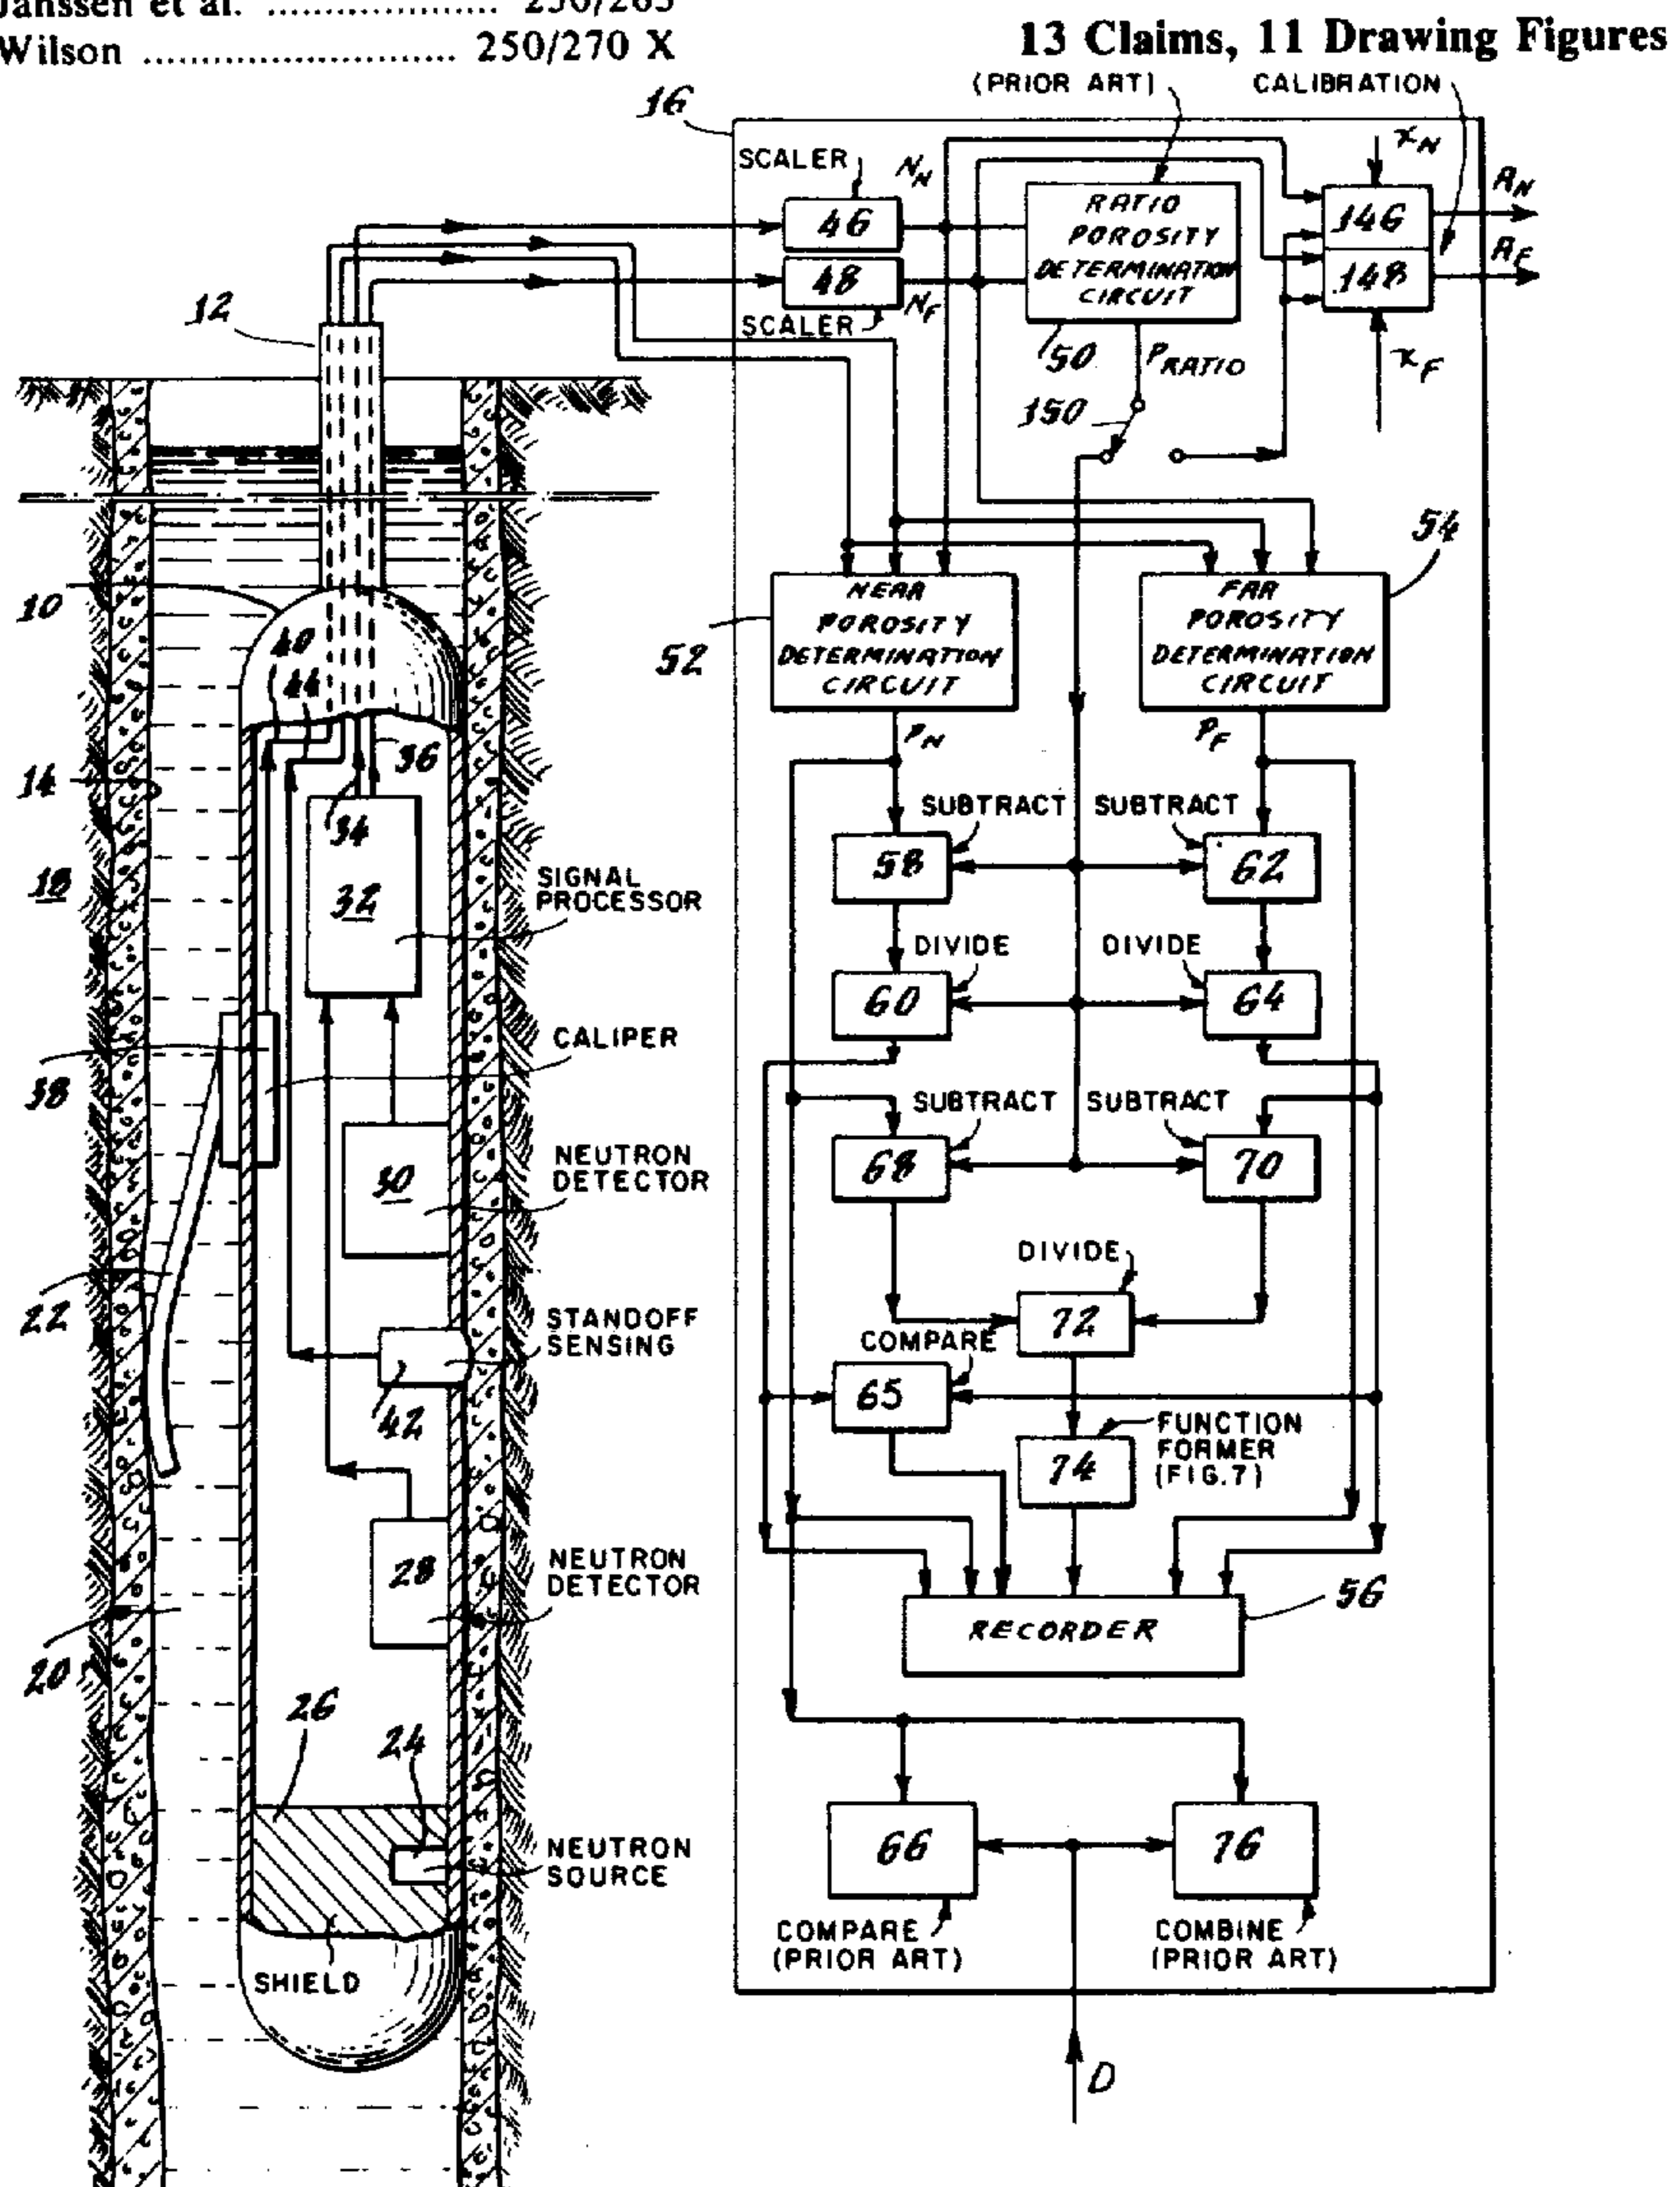 Janssen et al. ..................... 250/265
Wilson ............................ 250/270 X
13 Claims, 11 Drawing Figures
(PRIOR ART)
CALIBRATION
16
SCALER
N_N
x_N
46
RATIO
POROSITY
DETERMINATION
CIRCUIT
146
R_N
48
148
R_F
N_F
SCALER
12
50
P_RATIO
x_F
150
54
10
40
44
52
NEAR
POROSITY
DETERMINATION
CIRCUIT
FAR
POROSITY
DETERMINATION
CIRCUIT
P_N
P_F
36
14
34
SUBTRACT
SUBTRACT
58
62
18
32
SIGNAL
PROCESSOR
DIVIDE
DIVIDE
60
64
CALIPER
38
SUBTRACT
SUBTRACT
68
70
30
NEUTRON
DETECTOR
22
DIVIDE
72
STANDOFF
SENSING
COMPARE
65
42
FUNCTION
FORMER
(FIG.7)
74
28
NEUTRON
DETECTOR
56
RECORDER
20
26
24
NEUTRON
SOURCE
66
76
SHIELD
COMPARE
(PRIOR ART)
COMBINE
(PRIOR ART)
D